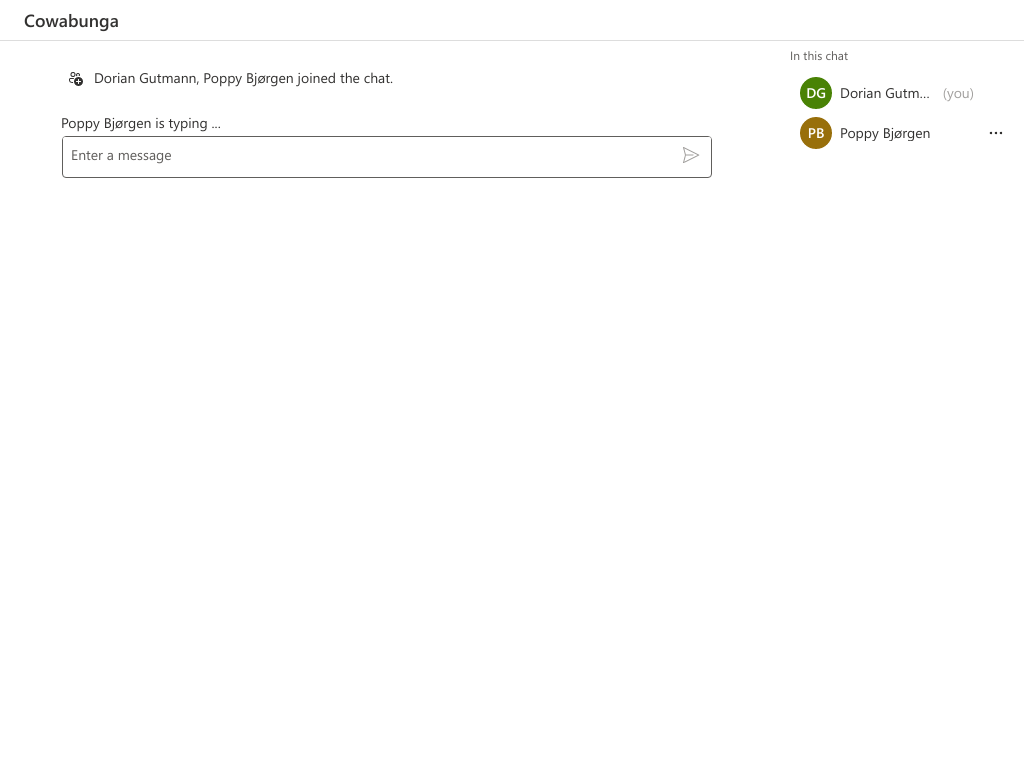 Cowabunga
Dorian Gutmann, Poppy Bjørgen joined the chat.
Poppy Bjørgen is typing ...
Enter a message
In this chat
DG Dorian Gutm... (you)
PB Poppy Bjørgen